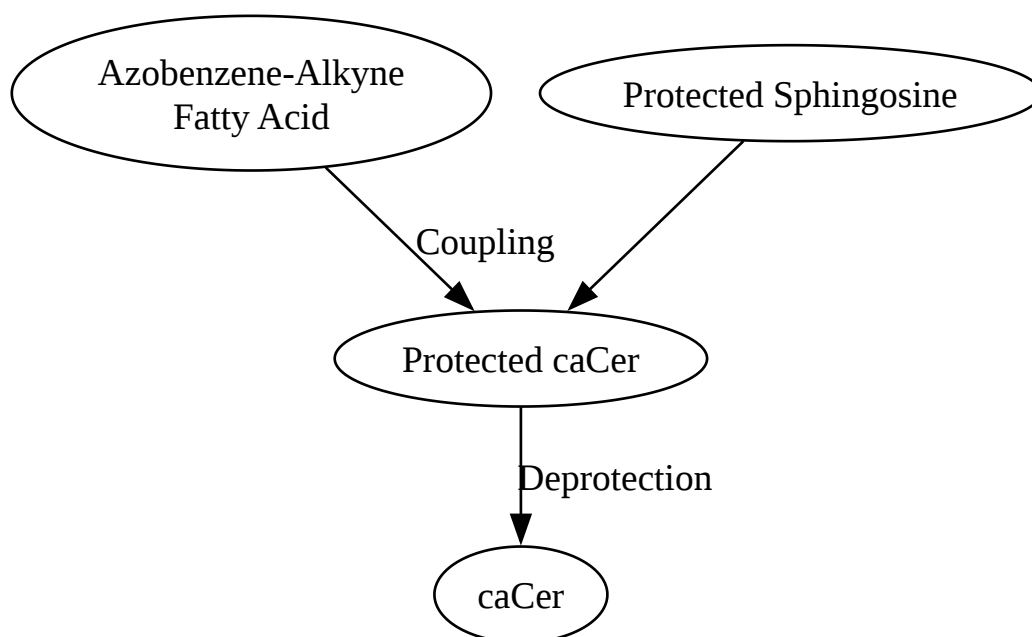 Azobenzene-Alkyne
Fatty Acid
Protected Sphingosine
Coupling
Protected caCer
Deprotection
caCer